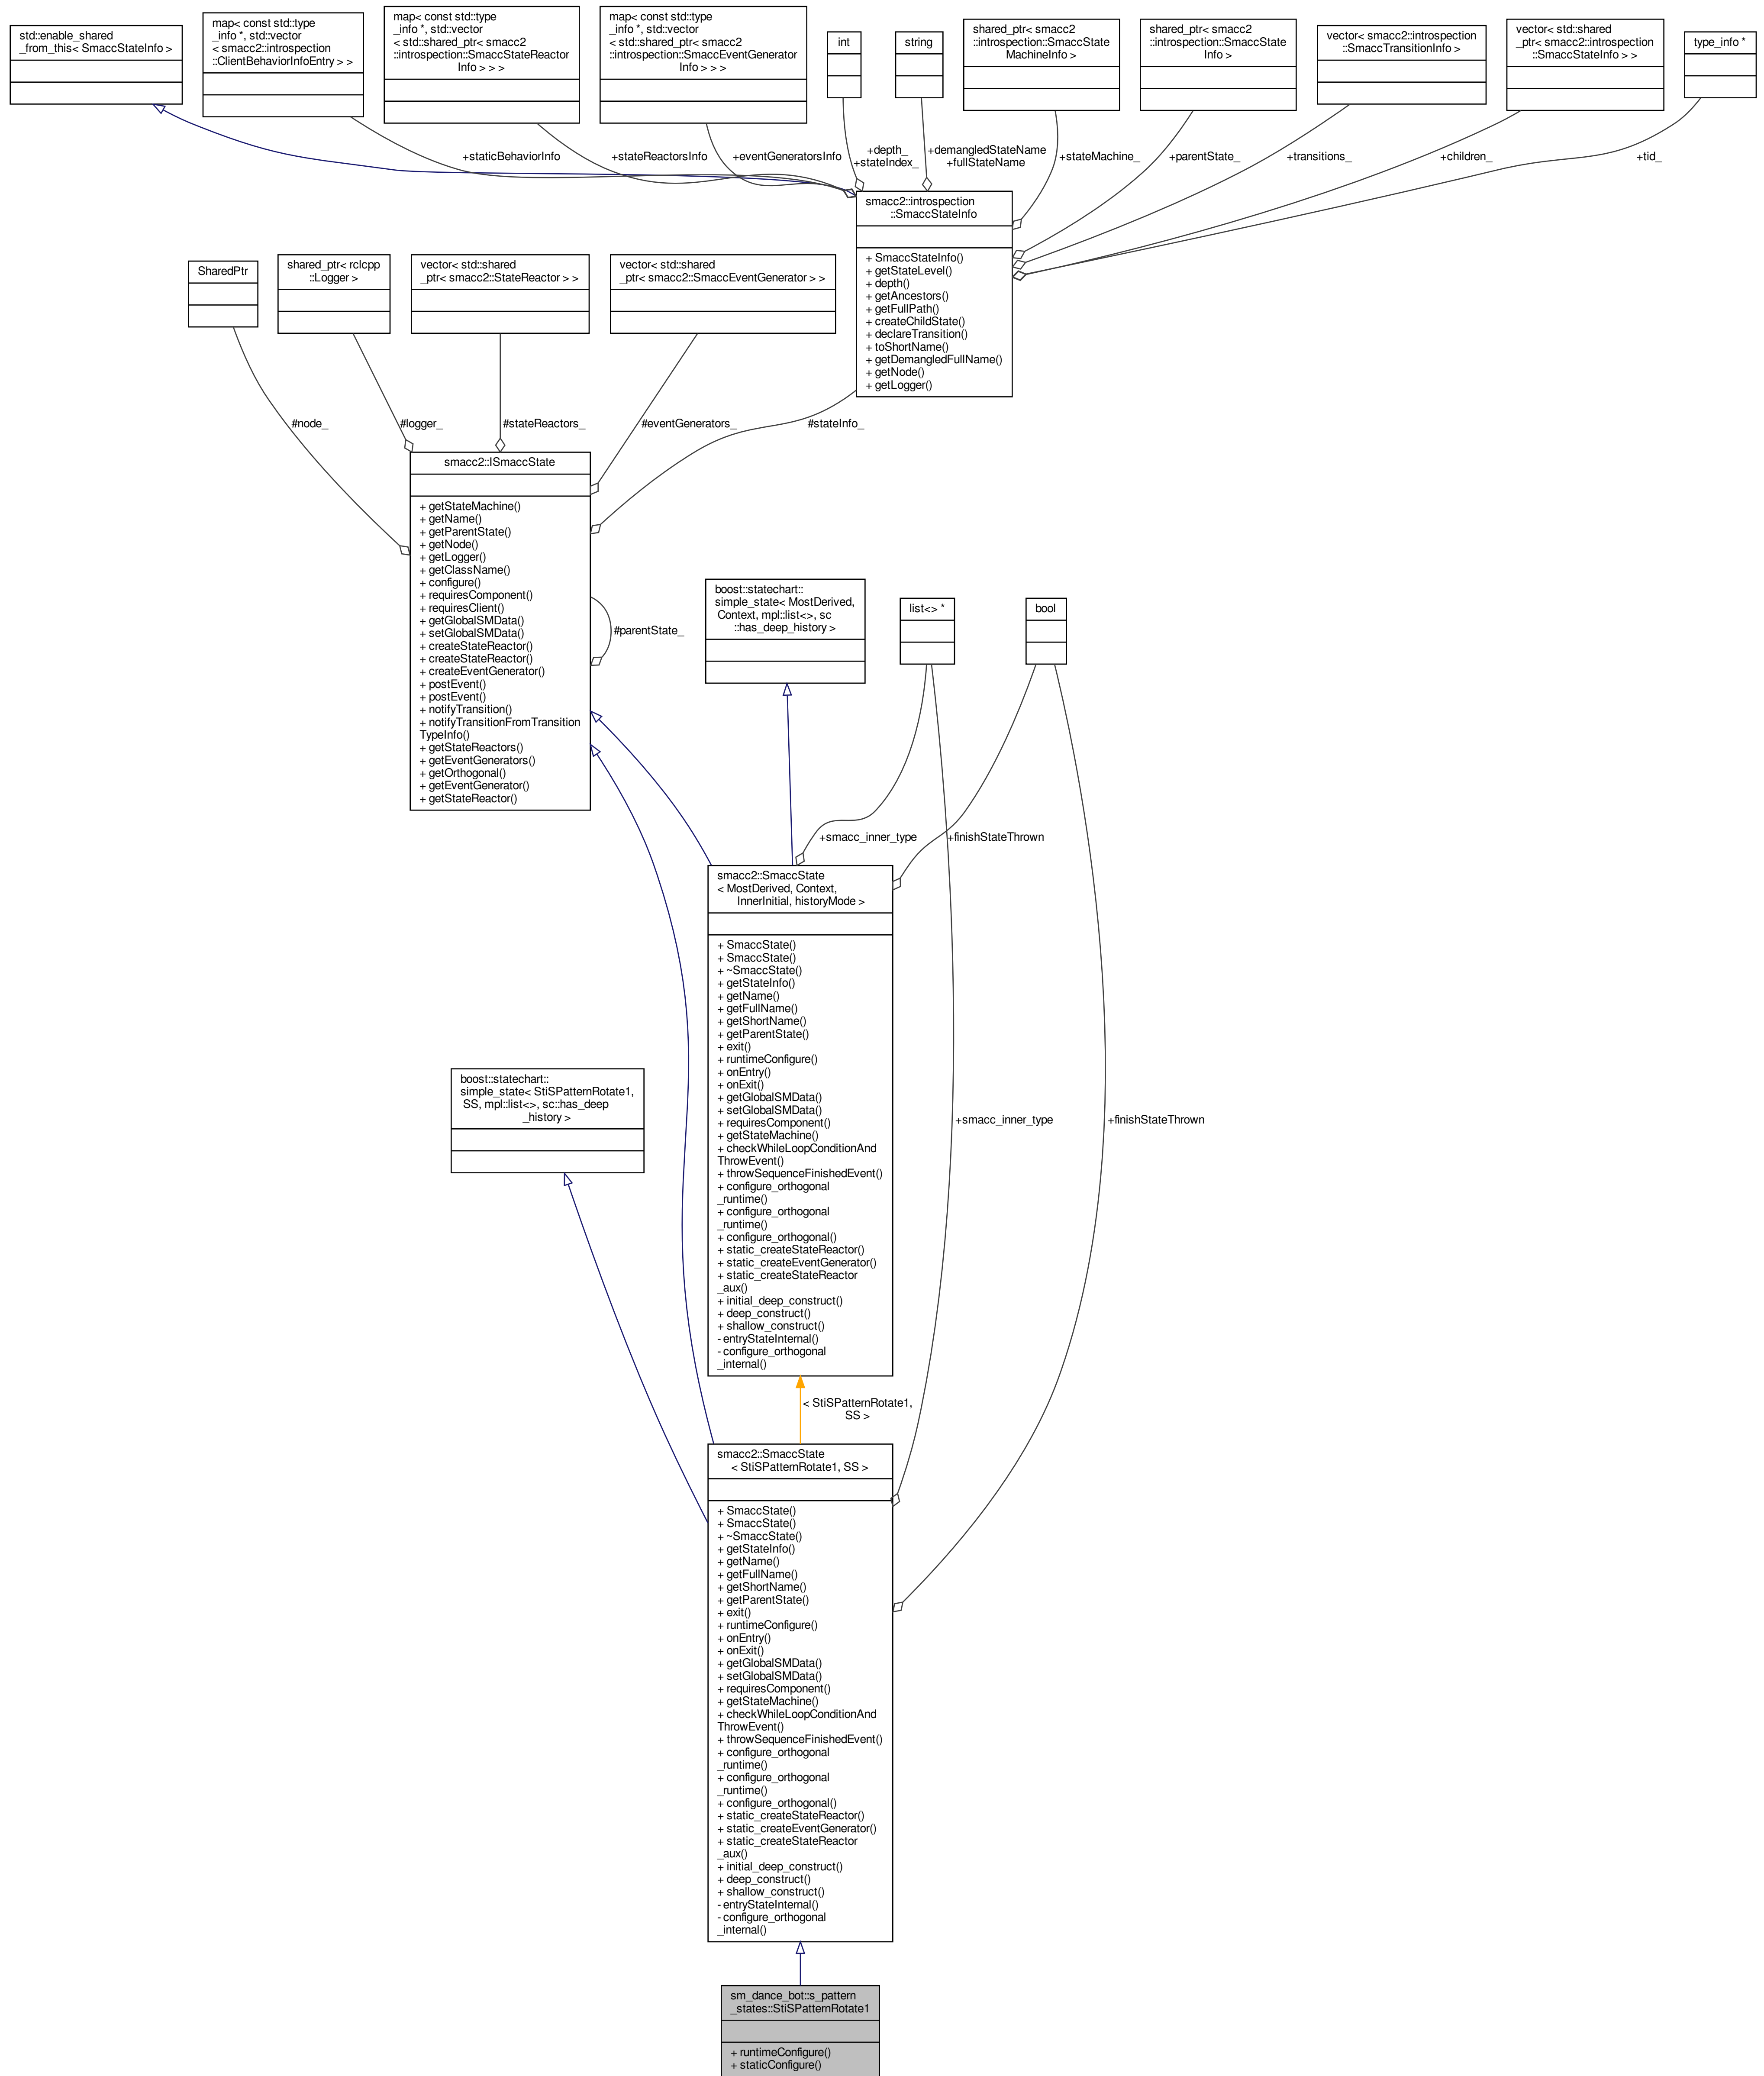 std::enable_shared
_from_this< SmaccStateInfo >
map< const std::type
_info *, std::vector
< smacc2::introspection
::ClientBehaviorInfoEntry > >
map< const std::type
_info *, std::vector
< std::shared_ptr< smacc2
::introspection::SmaccStateReactor
Info > > >
map< const std::type
_info *, std::vector
< std::shared_ptr< smacc2
::introspection::SmaccEventGenerator
Info > > >
int
string
shared_ptr< smacc2
::introspection::SmaccState
MachineInfo >
shared_ptr< smacc2
::introspection::SmaccState
Info >
vector< smacc2::introspection
::SmaccTransitionInfo >
vector< std::shared
_ptr< smacc2::introspection
::SmaccStateInfo > >
type_info *
+staticBehaviorInfo
+stateReactorsInfo
+eventGeneratorsInfo
+depth_
+stateIndex_
+demangledStateName
+fullStateName
+stateMachine_
+parentState_
+transitions_
+children_
+tid_
smacc2::introspection
::SmaccStateInfo
+ SmaccStateInfo()
+ getStateLevel()
+ depth()
+ getAncestors()
+ getFullPath()
+ createChildState()
+ declareTransition()
+ toShortName()
+ getDemangledFullName()
+ getNode()
+ getLogger()
SharedPtr
shared_ptr< rclcpp
::Logger >
vector< std::shared
_ptr< smacc2::StateReactor > >
vector< std::shared
_ptr< smacc2::SmaccEventGenerator > >
#node_
#logger_
#stateReactors_
#eventGenerators_
#stateInfo_
smacc2::ISmaccState
+ getStateMachine()
+ getName()
+ getParentState()
+ getNode()
+ getLogger()
+ getClassName()
+ configure()
+ requiresComponent()
+ requiresClient()
+ getGlobalSMData()
+ setGlobalSMData()
+ createStateReactor()
+ createStateReactor()
+ createEventGenerator()
+ postEvent()
+ postEvent()
+ notifyTransition()
+ notifyTransitionFromTransition
TypeInfo()
+ getStateReactors()
+ getEventGenerators()
+ getOrthogonal()
+ getEventGenerator()
+ getStateReactor()
#parentState_
boost::statechart::
simple_state< MostDerived,
Context, mpl::list<>, sc
::has_deep_history >
list<> *
bool
+smacc_inner_type
+finishStateThrown
smacc2::SmaccState
< MostDerived, Context,
InnerInitial, historyMode >
+ SmaccState()
+ SmaccState()
+ ~SmaccState()
+ getStateInfo()
+ getName()
+ getFullName()
+ getShortName()
+ getParentState()
+ exit()
+ runtimeConfigure()
+ onEntry()
+ onExit()
+ getGlobalSMData()
+ setGlobalSMData()
+ requiresComponent()
+ getStateMachine()
+ checkWhileLoopConditionAnd
ThrowEvent()
+ throwSequenceFinishedEvent()
+ configure_orthogonal
_runtime()
+ configure_orthogonal
_runtime()
+ configure_orthogonal()
+ static_createStateReactor()
+ static_createEventGenerator()
+ static_createStateReactor
_aux()
+ initial_deep_construct()
+ deep_construct()
+ shallow_construct()
- entryStateInternal()
- configure_orthogonal
_internal()
boost::statechart::
simple_state< StiSPatternRotate1,
SS, mpl::list<>, sc::has_deep
_history >
+smacc_inner_type
+finishStateThrown
< StiSPatternRotate1,
SS >
smacc2::SmaccState
< StiSPatternRotate1, SS >
+ SmaccState()
+ SmaccState()
+ ~SmaccState()
+ getStateInfo()
+ getName()
+ getFullName()
+ getShortName()
+ getParentState()
+ exit()
+ runtimeConfigure()
+ onEntry()
+ onExit()
+ getGlobalSMData()
+ setGlobalSMData()
+ requiresComponent()
+ getStateMachine()
+ checkWhileLoopConditionAnd
ThrowEvent()
+ throwSequenceFinishedEvent()
+ configure_orthogonal
_runtime()
+ configure_orthogonal
_runtime()
+ configure_orthogonal()
+ static_createStateReactor()
+ static_createEventGenerator()
+ static_createStateReactor
_aux()
+ initial_deep_construct()
+ deep_construct()
+ shallow_construct()
- entryStateInternal()
- configure_orthogonal
_internal()
sm_dance_bot::s_pattern
_states::StiSPatternRotate1
+ runtimeConfigure()
+ staticConfigure()